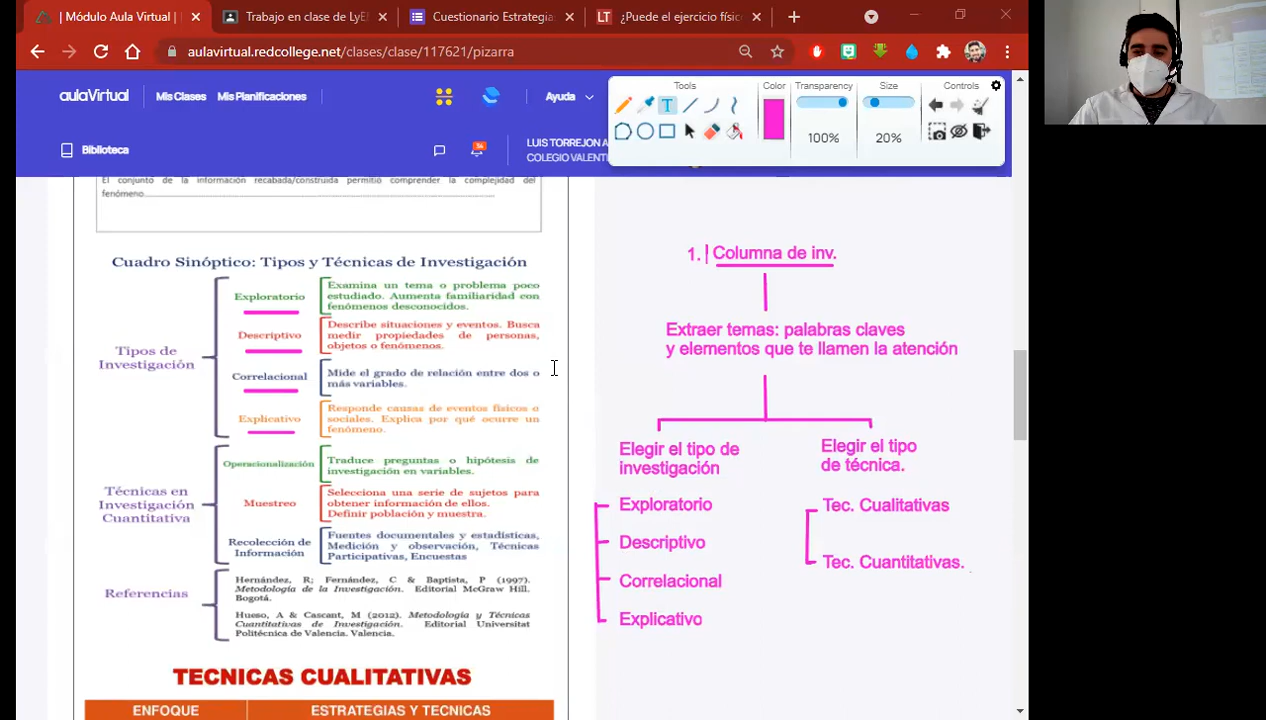 | Módulo Aula Virtual |
Trabajo en clase de LyE
Cuestionario Estrategia
¿Puede el ejercicio físic
aulavirtual.redcollege.net/clases/clase/117621/pizarra
aulaVirtual
Mis Clases
Mis Planificaciones
Ayuda
Biblioteca
LUIS TORREJON A
COLEGIO VALENT
Tools
Color
Transparency
100%
Size
20%
Controls
El conjunto de la información recabada/construida permitió comprender la complejidad del
fenómeno
Cuadro Sinóptico: Tipos y Técnicas de Investigación
Tipos de
Investigación
Exploratorio
Examina un tema o problema poco
estudiado. Aumenta familiaridad con
fenómenos desconocidos.
Descriptivo
Describe situaciones y eventos. Busca
medir propiedades de personas,
objetos o fenómenos.
Correlacional
Mide el grado de relación entre dos o
más variables.
Explicativo
Responde causas de eventos físicos o
sociales. Explica por qué ocurre un
fenómeno.
Técnicas en
Investigación
Cuantitativa
Operacionalización
Traduce preguntas o hipótesis de
investigación en variables.
Muestreo
Selecciona una serie de sujetos para
obtener información de ellos.
Definir población y muestra.
Recolección de
Información
Fuentes documentales y estadísticas,
Medición y observación, Técnicas
Participativas, Encuestas
Referencias
Hernández, R; Fernández, C & Baptista, P (1997).
Metodología de la Investigación. Editorial McGraw Hill.
Bogotá.
Hueso, A & Cascant, M (2012). Metodología y Técnicas
Cuantitativas de Investigación. Editorial Universitat
Politécnica de Valencia. Valencia.
TECNICAS CUALITATIVAS
ENFOQUE
ESTRATEGIAS Y TECNICAS
1. Columna de inv.
Extraer temas: palabras claves
y elementos que te llamen la atención
Elegir el tipo de
investigación
Exploratorio
Descriptivo
Correlacional
Explicativo
Elegir el tipo
de técnica.
Tec. Cualitativas
Tec. Cuantitativas.